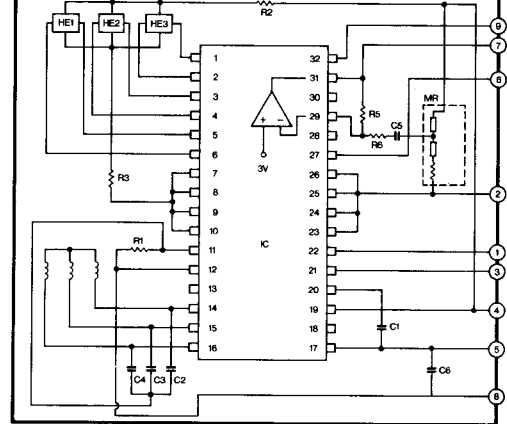 R2
HE1 HE2 HE3
9
7
6
MR
1 32
2 31
3 30
4 + − 29
5 28
6 27
R5
R6 C5
3V
R3
7 26
8 25
9 24
10 23
2
R1
11 IC 22
12 21
13 20
14 19
15 18
16 17
1
3
4
C1
5
C4 C3 C2
C6
8